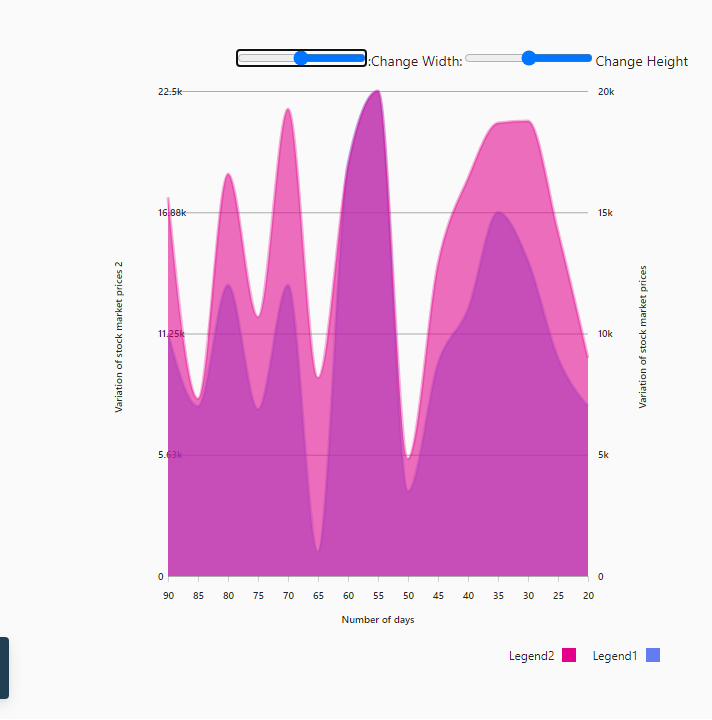 :Change Width: Change Height
22.5k 20k
16.88k 15k
Variation of stock market prices 2
Variation of stock market prices
11.25k 10k
5.63k 5k
0 0
90 85 80 75 70 65 60 55 50 45 40 35 30 25 20
Number of days
Legend2 Legend1